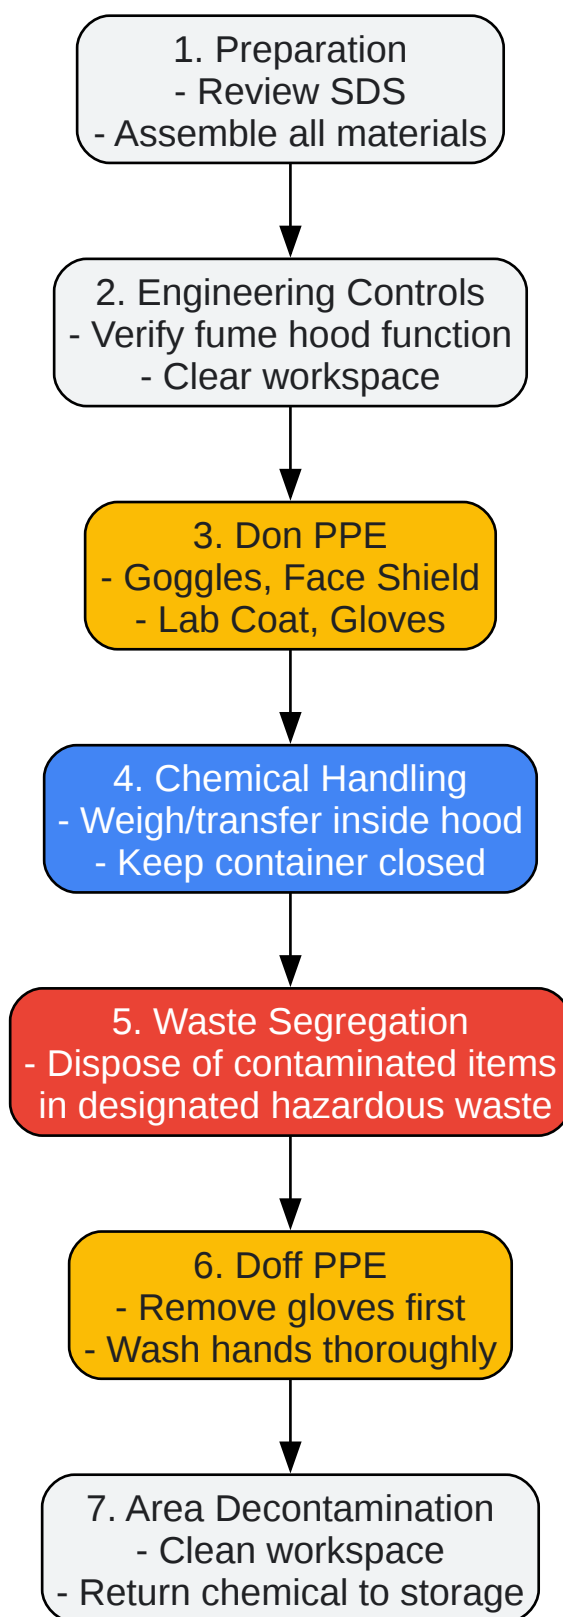 1. Preparation
- Review SDS
- Assemble all materials
2. Engineering Controls
- Verify fume hood function
- Clear workspace
3. Don PPE
- Goggles, Face Shield
- Lab Coat, Gloves
4. Chemical Handling
- Weigh/transfer inside hood
- Keep container closed
5. Waste Segregation
- Dispose of contaminated items
in designated hazardous waste
6. Doff PPE
- Remove gloves first
- Wash hands thoroughly
7. Area Decontamination
- Clean workspace
- Return chemical to storage